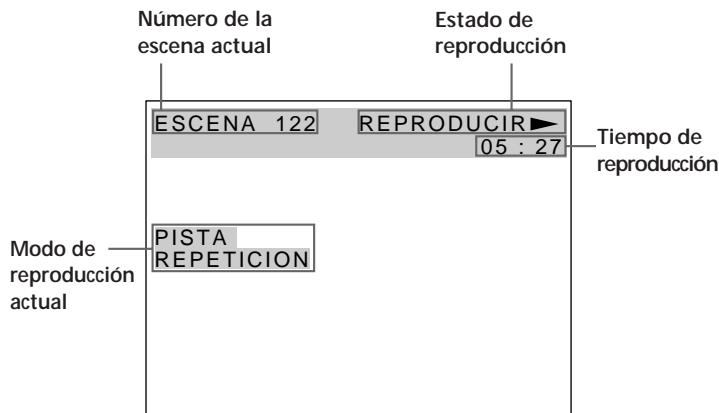 Número de la
escena actual
Estado de
reproducción
ESCENA 122 REPRODUCIR
05 : 27
Tiempo de
reproducción
PISTA
REPETICION
Modo de
reproducción
actual